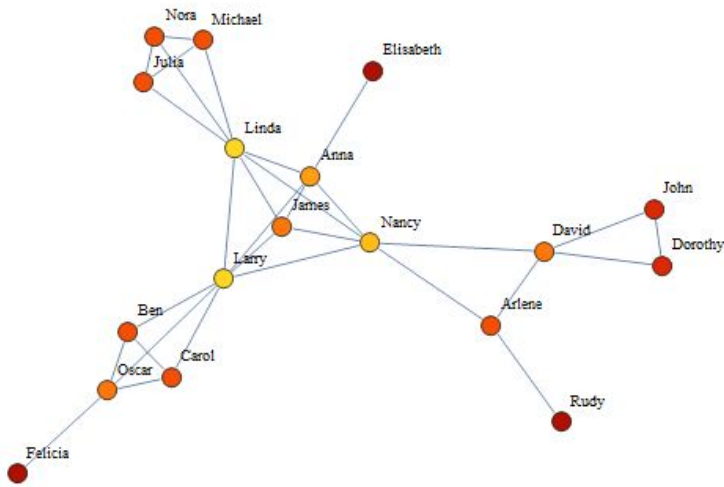 Nora
Michael
Julia
Elisabeth
Linda
Anna
James
Nancy
John
David
Dorothy
Larry
Arlene
Ben
Oscar
Carol
Rudy
Felicia